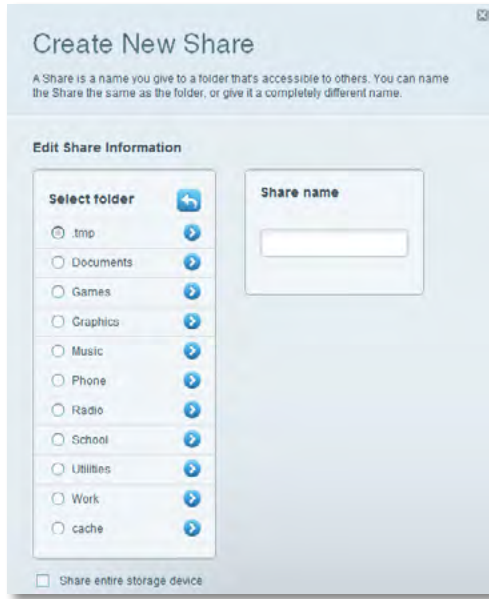 Create New Share
A Share is a name you give to a folder that's accessible to others. You can name
the Share the same as the folder, or give it a completely different name.
Edit Share Information
Select folder
.tmp
Documents
Games
Graphics
Music
Phone
Radio
School
Utilities
Work
cache
Share name
Share entire storage device